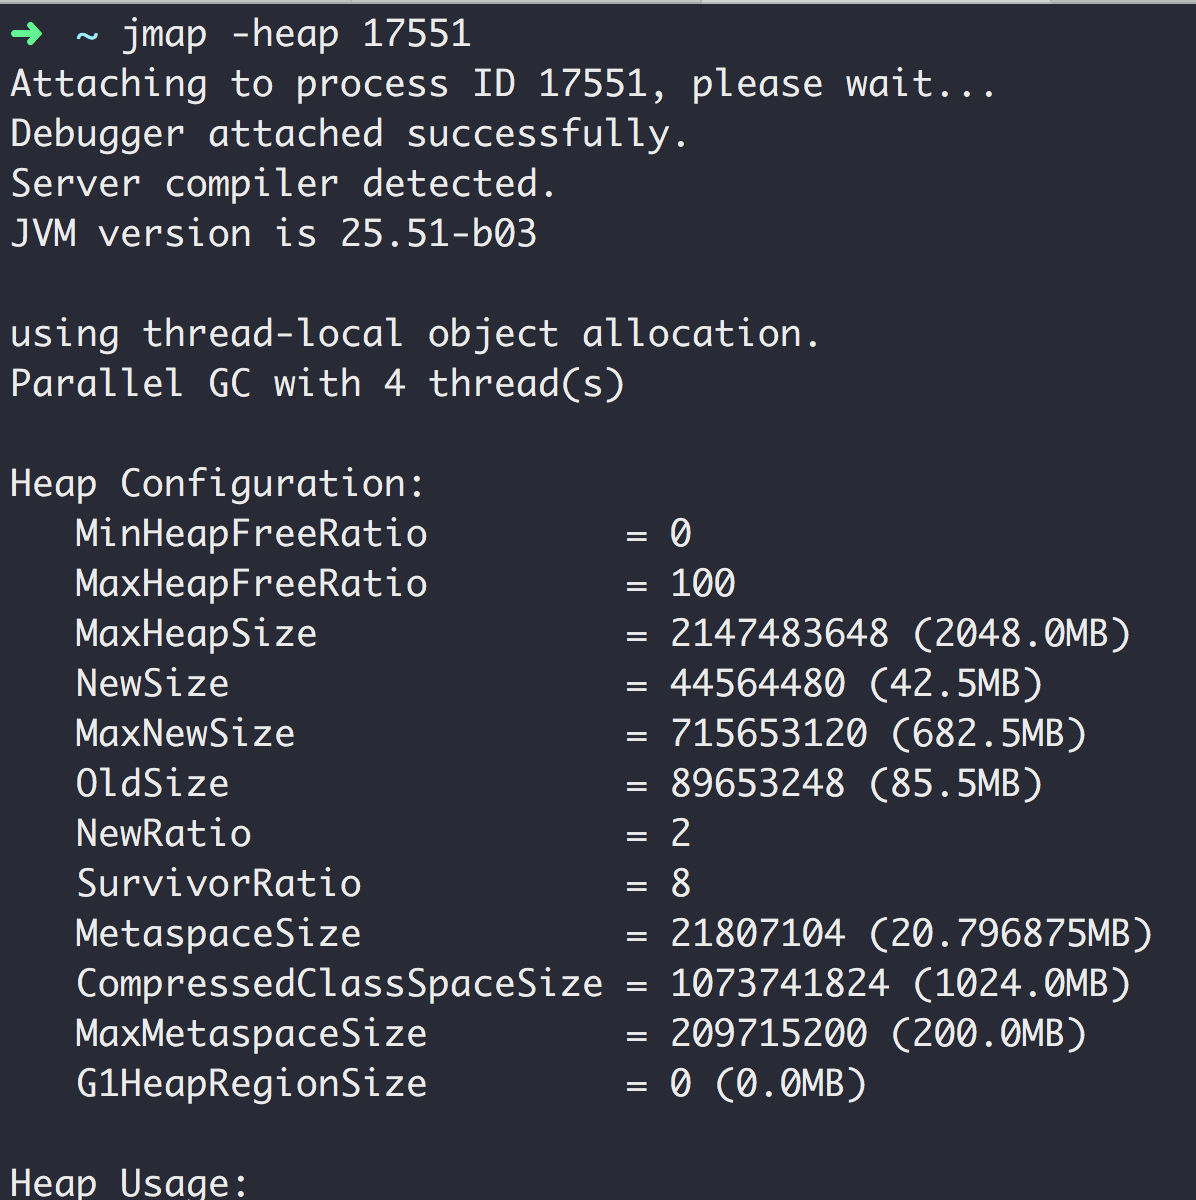 ➜ ~ jmap -heap 17551
Attaching to process ID 17551, please wait...
Debugger attached successfully.
Server compiler detected.
JVM version is 25.51-b03
using thread-local object allocation.
Parallel GC with 4 thread(s)
Heap Configuration:
MinHeapFreeRatio = 0
MaxHeapFreeRatio = 100
MaxHeapSize = 2147483648 (2048.0MB)
NewSize = 44564480 (42.5MB)
MaxNewSize = 715653120 (682.5MB)
OldSize = 89653248 (85.5MB)
NewRatio = 2
SurvivorRatio = 8
MetaspaceSize = 21807104 (20.796875MB)
CompressedClassSpaceSize = 1073741824 (1024.0MB)
MaxMetaspaceSize = 209715200 (200.0MB)
G1HeapRegionSize = 0 (0.0MB)
Heap Usage: